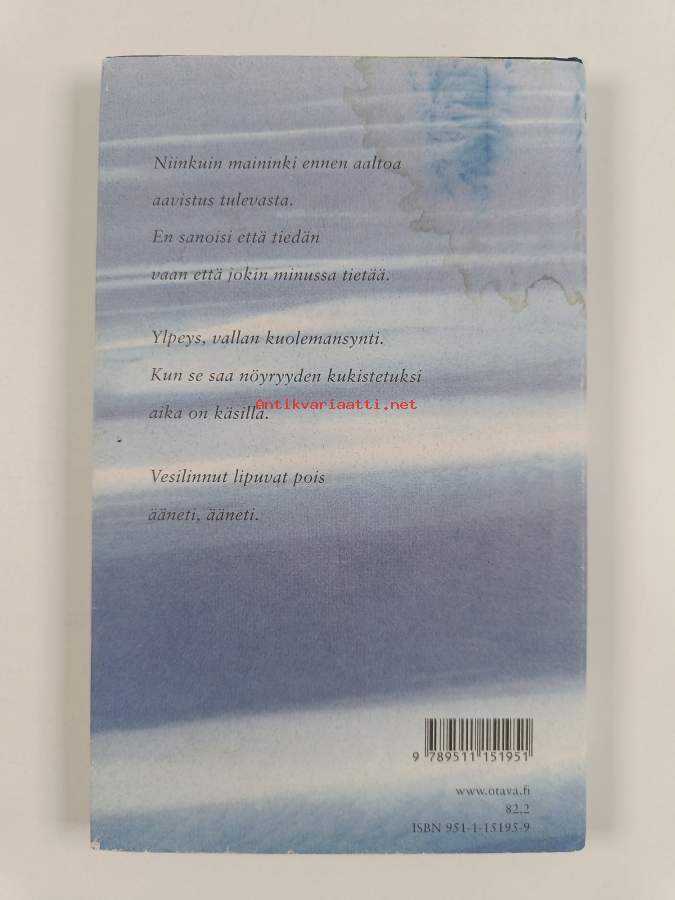 Niinkuin maininki ennen aaltoa
aavistus tulevasta.
En sanoisi että tiedän
vaan että jokin minussa tietää.
Ylpeys, vallan kuolemansynti.
Kun se saa nöyryyden kukistetuksi
Antikvariaatti.net
aika on käsillä.
Vesilinnut lipuvat pois
ääneti, ääneti.
9 789511 151951
www.otava.fi
82.2
ISBN 951-1-15195-9